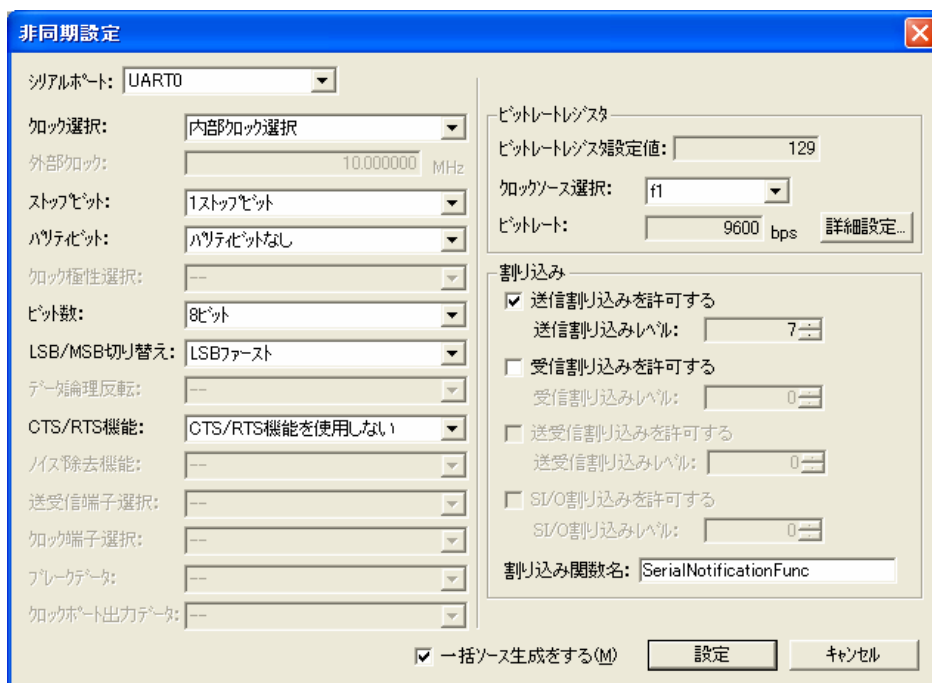 非同期設定
シリアルポート: UART0
クロック選択: 内部クロック選択
外部クロック: 10.000000 MHz
ストップビット: 1ストップビット
パリティビット: パリティビットなし
クロック極性選択: --
ビット数: 8ビット
LSB/MSB切り替え: LSBファースト
データ論理反転: --
CTS/RTS機能: CTS/RTS機能を使用しない
ノイズ除去機能: --
送受信端子選択: --
クロック端子選択: --
ブレークデータ: --
クロックポート出力データ: --
ビットレートレジスタ
ビットレートレジスタ設定値: 129
クロックソース選択: f1
ビットレート: 9600 bps 詳細設定...
割り込み
送信割り込みを許可する
送信割り込みレベル: 7
受信割り込みを許可する
受信割り込みレベル: 0
送受信割り込みを許可する
送受信割り込みレベル: 0
SI/O割り込みを許可する
SI/O割り込みレベル: 0
割り込み関数名: SerialNotificationFunc
一括ソース生成をする(M) 設定 キャンセル